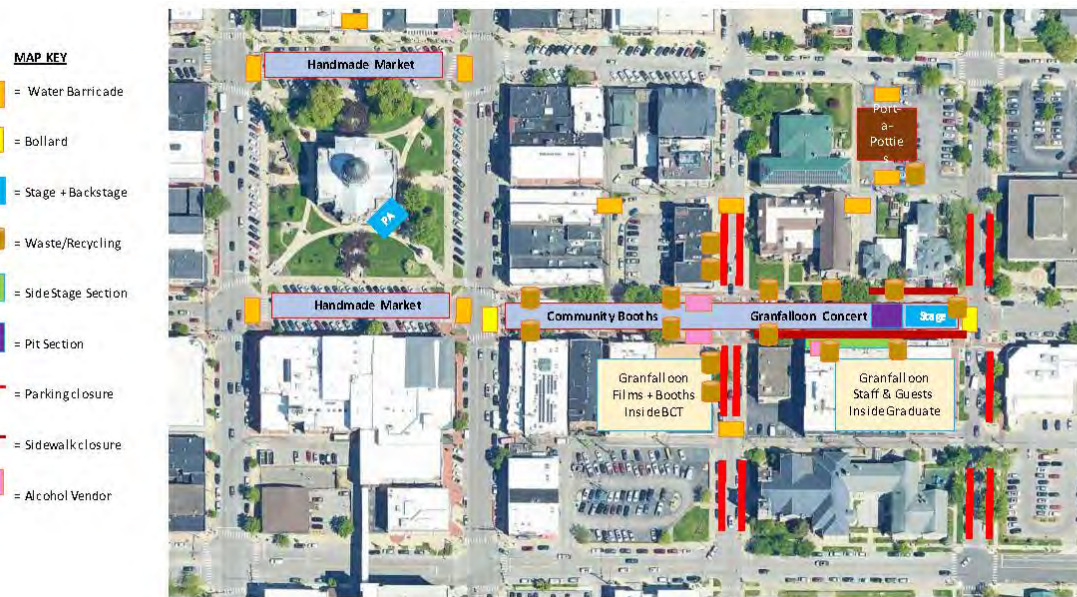 MAP KEY
= Water Barricade
= Bollard
= Stage + Backstage
= Waste/Recycling
= Side Stage Section
= Pit Section
= Parking closure
= Sidewalk closure
= Alcohol Vendor
Handmade Market
Port-
a-
Pottie
s
PA
Handmade Market
Community Booths
Granfalloon Concert
Stage
Granfalloon
Films + Booths
Inside BCT
Granfalloon
Staff & Guests
Inside Graduate